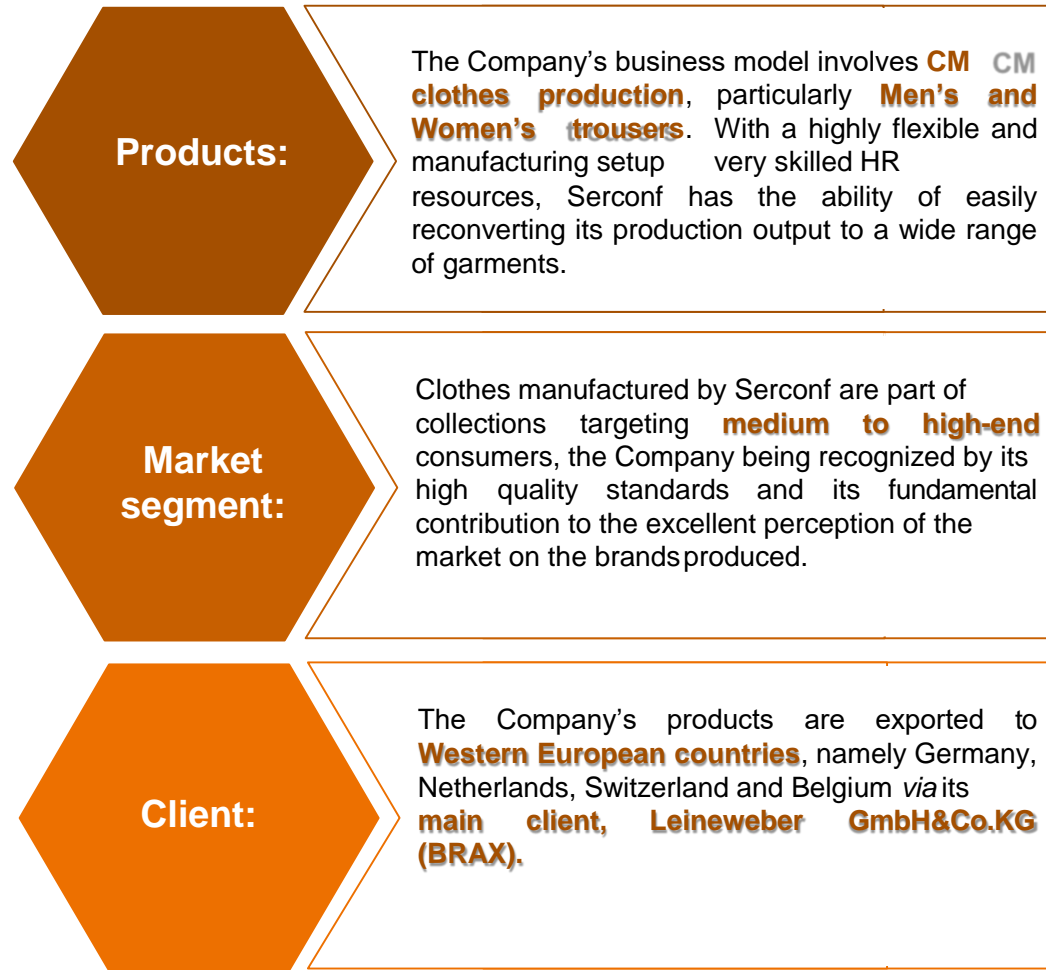 Products:
The Company’s business model involves CM CM
clothes production, particularly Men’s and
Women’s trousers. With a highly flexible and
manufacturing setup very skilled HR
resources, Serconf has the ability of easily
reconverting its production output to a wide range
of garments.
Market
segment:
Clothes manufactured by Serconf are part of
collections targeting medium to high-end
consumers, the Company being recognized by its
high quality standards and its fundamental
contribution to the excellent perception of the
market on the brands produced.
Client:
The Company’s products are exported to
Western European countries, namely Germany,
Netherlands, Switzerland and Belgium via its
main client, Leineweber GmbH&Co.KG
(BRAX).